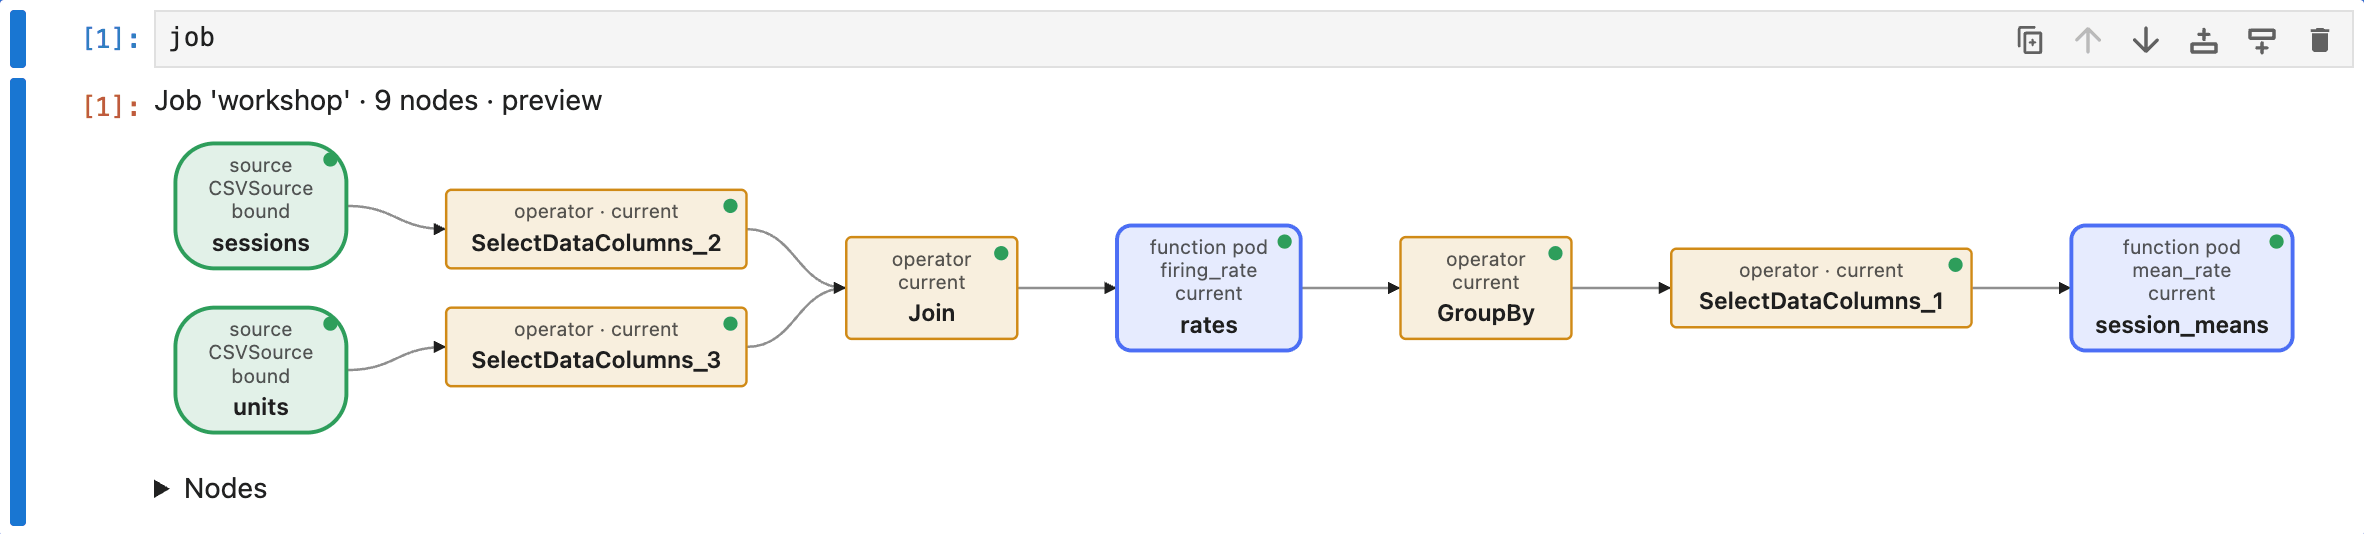 [1]: job
[1]: Job 'workshop' · 9 nodes · preview
source
CSVSource
bound
sessions
source
CSVSource
bound
units
operator · current
SelectDataColumns_2
operator · current
SelectDataColumns_3
operator
current
Join
function pod
firing_rate
current
rates
operator
current
GroupBy
operator · current
SelectDataColumns_1
function pod
mean_rate
current
session_means
Nodes